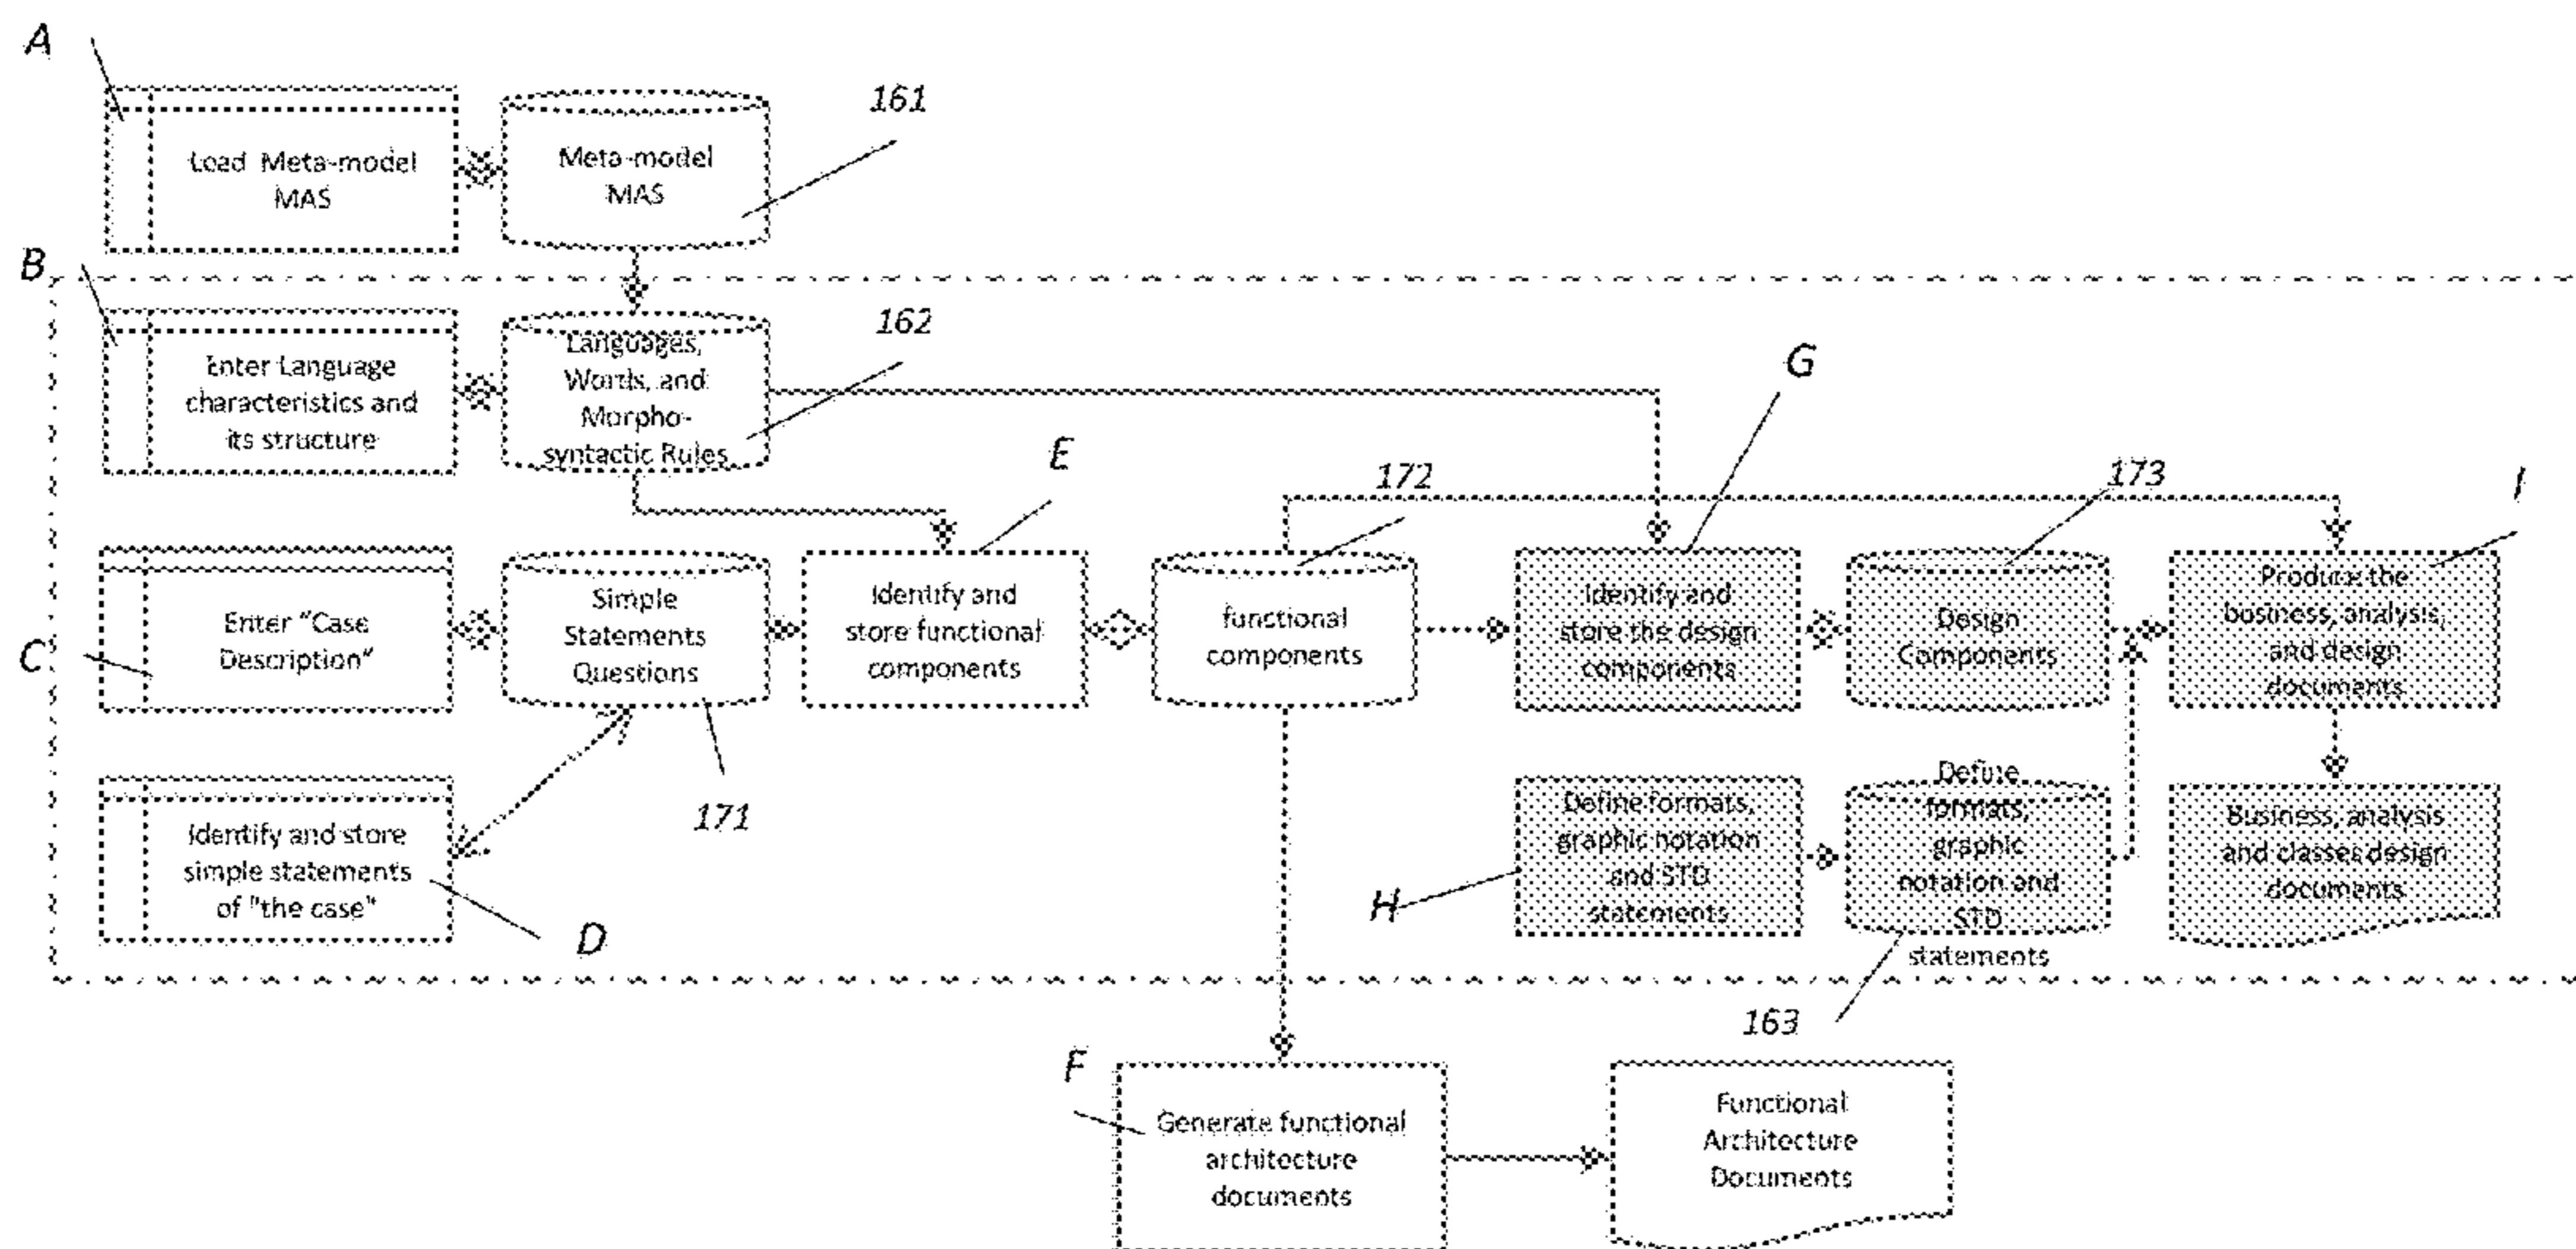 A
Load Meta-model
MAS
Meta-model
MAS
161
B
Enter Language
characteristics and
its structure
Languages,
Words, and
Morpho-
syntactic Rules
162
G
E
172
173
I
C
Enter "Case
Description"
Simple
Statements
Questions
171
Identify and
store functional
components
functional
components
Identify and
store the design
components
Design
Components
Produce the
business, analysis,
and design
documents
Identify and store
simple statements
of "the case"
D
H
Define formats,
graphic notation
and STD
statements
Define
formats,
graphic
notation and
STD
statements
163
Business, analysis
and classes design
documents
F
Generate functional
architecture
documents
Functional
Architecture
Documents